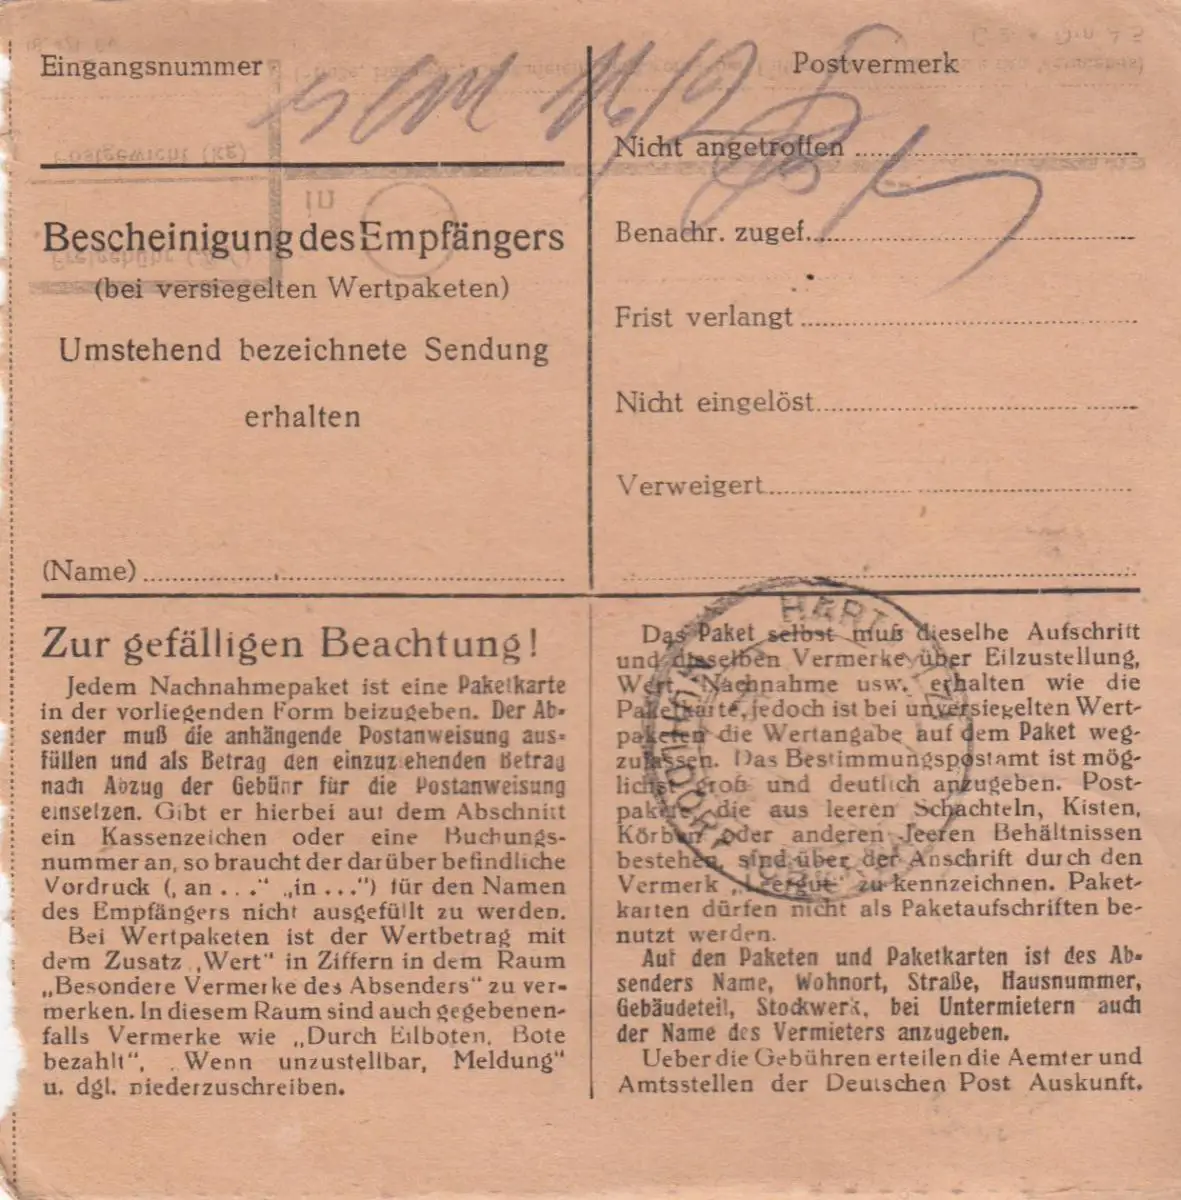 Eingangsnummer
Bescheinigung des Empfängers
(bei versiegelten Wertpaketen)
Umstehend bezeichnete Sendung
erhalten
(Name)
Postvermerk
Nicht angetroffen
Benachr. zugef.
Frist verlangt
Nicht eingelöst
Verweigert
Zur gefälligen Beachtung!
Jedem Nachnahmepaket ist eine Paketkarte
in der vorliegenden Form beizugeben. Der Ab-
sender muß die anhängende Postanweisung aus-
füllen und als Betrag den einzuziehenden Betrag
nach Abzug der Gebühr für die Postanweisung
einsetzen. Gibt er hierbei auf dem Abschnitt
ein Kassenzeichen oder eine Buchungs-
nummer an, so braucht der darüber befindliche
Vordruck („an . . .“ „in . . .“) für den Namen
des Empfängers nicht ausgefüllt zu werden.
Bei Wertpaketen ist der Wertbetrag mit
dem Zusatz „Wert“ in Ziffern in dem Raum
„Besondere Vermerke des Absenders“ zu ver-
merken. In diesem Raum sind auch gegebenen-
falls Vermerke wie „Durch Eilboten, Bote
bezahlt“, „Wenn unzustellbar, Meldung“
u. dgl. niederzuschreiben.
Das Paket selbst muß dieselbe Aufschrift
und dieselben Vermerke über Eilzustellung,
Wert, Nachnahme usw. erhalten wie die
Paketkarte, jedoch ist bei unversiegelten Wert-
paketen die Wertangabe auf dem Paket weg-
zulassen. Das Bestimmungspostamt ist mög-
lichst groß und deutlich anzugeben. Post-
pakete, die aus leeren Schachteln, Kisten,
Körben oder anderen leeren Behältnissen
bestehen, sind über der Anschrift durch den
Vermerk „Leergut“ zu kennzeichnen. Paket-
karten dürfen nicht als Paketaufschriften be-
nutzt werden.
Auf den Paketen und Paketkarten ist des Ab-
senders Name, Wohnort, Straße, Hausnummer,
Gebäudeteil, Stockwerk, bei Untermietern auch
der Name des Vermieters anzugeben.
Ueber die Gebühren erteilen die Aemter und
Amtsstellen der Deutschen Post Auskunft.